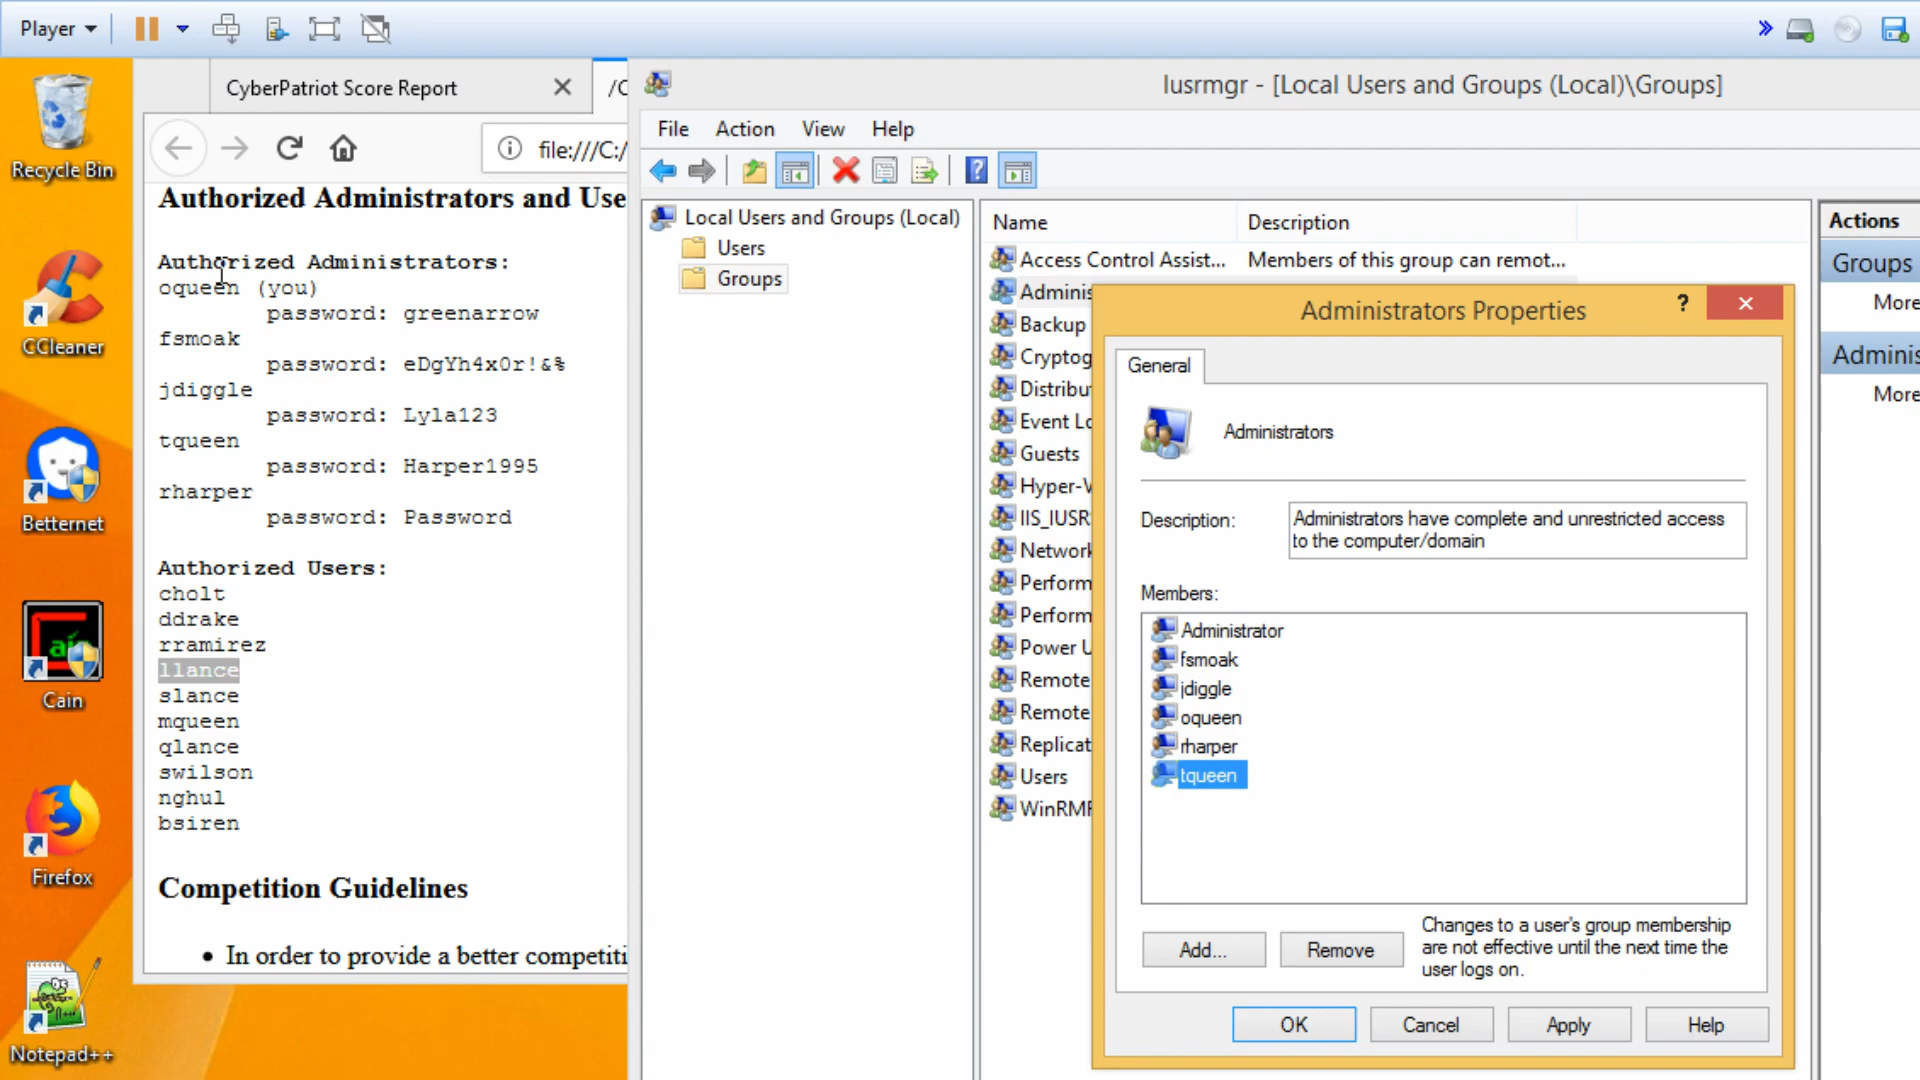 Player
Recycle Bin
CCleaner
Betternet
Cain
Firefox
Notepad++
CyberPatriot Score Report
/C
file:///C:/
Authorized Administrators and Use
Authorized Administrators:
oqueen (you)
password: greenarrow
fsmoak
password: eDgYh4x0r!&%
jdiggle
password: Lyla123
tqueen
password: Harper1995
rharper
password: Password
Authorized Users:
cholt
ddrake
rramirez
llance
slance
mqueen
qlance
swilson
nghul
bsiren
Competition Guidelines
• In order to provide a better competiti
lusrmgr - [Local Users and Groups (Local)\Groups]
File Action View Help
Local Users and Groups (Local)
Users
Groups
Name Description
Access Control Assist... Members of this group can remot...
Adminis
Backup
Cryptog
Distribut
Event Lo
Guests
Hyper-V
IIS_IUSR
Network
Perform
Perform
Power U
Remote
Remote
Replicat
Users
WinRMR
Actions
Groups
More
Adminis
More
Administrators Properties
?
General
Administrators
Description: Administrators have complete and unrestricted access
to the computer/domain
Members:
Administrator
fsmoak
jdiggle
oqueen
rharper
tqueen
Add... Remove
Changes to a user's group membership
are not effective until the next time the
user logs on.
OK Cancel Apply Help